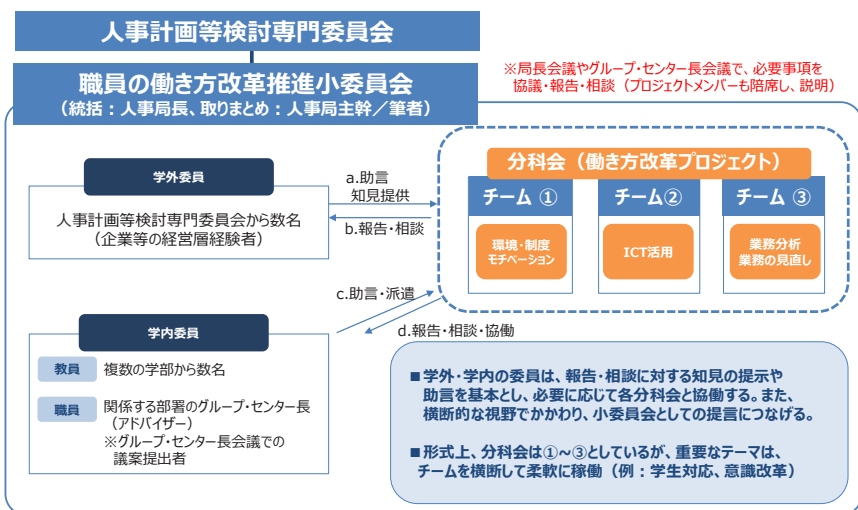 人事計画等検討専門委員会
職員の働き方改革推進小委員会
（統括：人事局長、取りまとめ：人事局主幹／筆者）
※局長会議やグループ・センター長会議で、必要事項を
協議・報告・相談（プロジェクトメンバーも陪席し、説明）
学外委員
人事計画等検討専門委員会から数名
（企業等の経営層経験者）
a.助言
知見提供
b.報告・相談
分科会（働き方改革プロジェクト）
チーム ①
環境・制度
モチベーション
チーム②
ICT活用
チーム ③
業務分析
業務の見直し
c.助言・派遣
d.報告・相談・協働
学内委員
教員
複数の学部から数名
職員
関係する部署のグループ・センター長
（アドバイザー）
※グループ・センター長会議での
議案提出者
■学外・学内の委員は、報告・相談に対する知見の提示や
助言を基本とし、必要に応じて各分科会と協働する。また、
横断的な視野でかかわり、小委員会としての提言につなげる。
■形式上、分科会は①～③としているが、重要なテーマは、
チームを横断して柔軟に稼働（例：学生対応、意識改革）